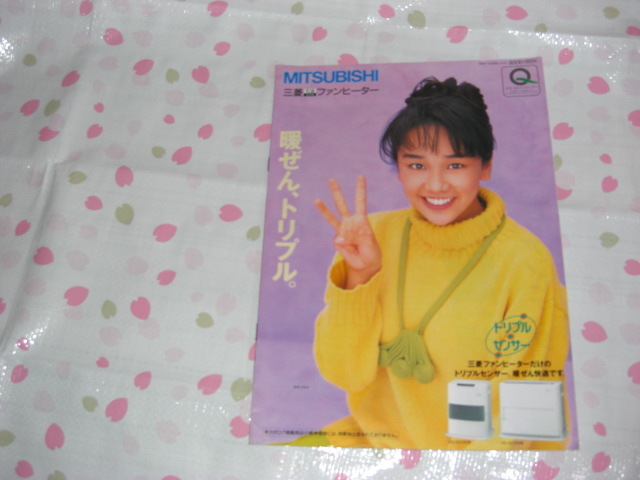 MITSUBISHI
三菱ファンヒーター
Q
暖ぜん、トリプル。
トリプル
センサー
三菱ファンヒーターだけの
トリプルセンサー。暖ぜん快適です